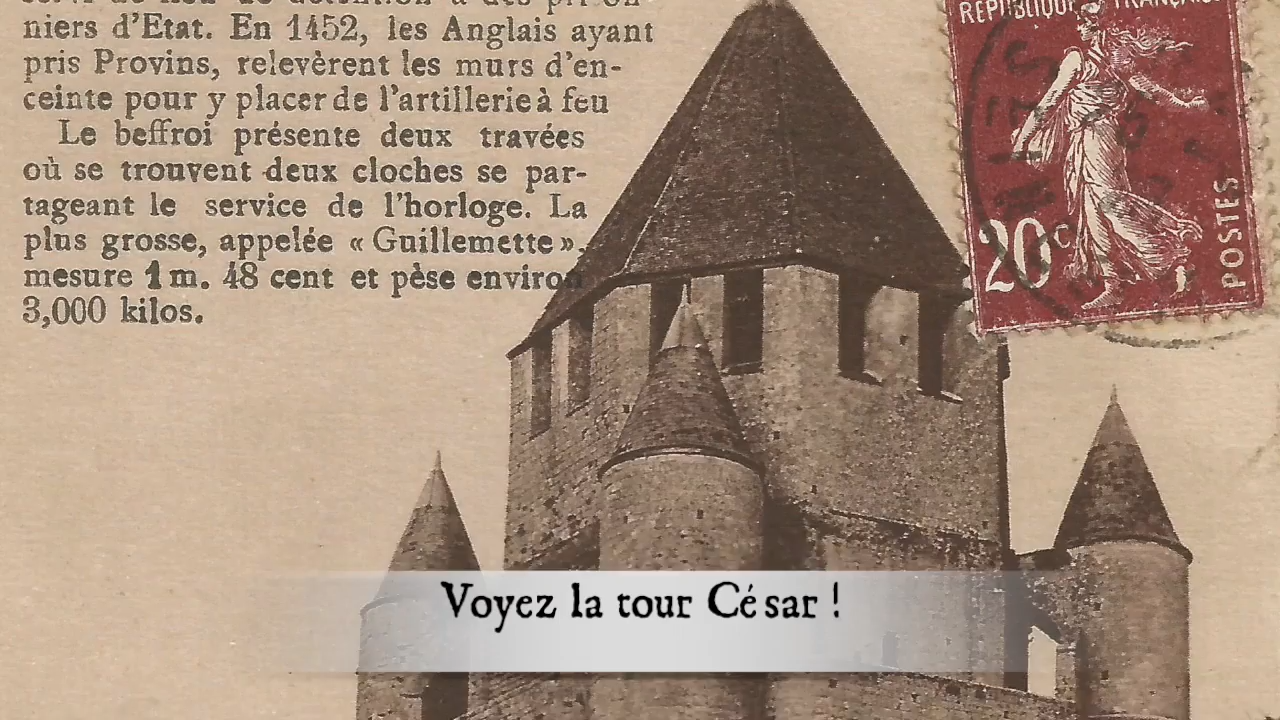 niers d'Etat. En 1452, les Anglais ayant
pris Provins, relevèrent les murs d'en-
ceinte pour y placer de l'artillerie à feu
Le beffroi présente deux travées
où se trouvent deux cloches se par-
tageant le service de l'horloge. La
plus grosse, appelée « Guillemette »,
mesure 1 m. 48 cent et pèse environ
3,000 kilos.
REPUBLIQUE FRANÇAISE
20c
POSTES
Voyez la tour César !